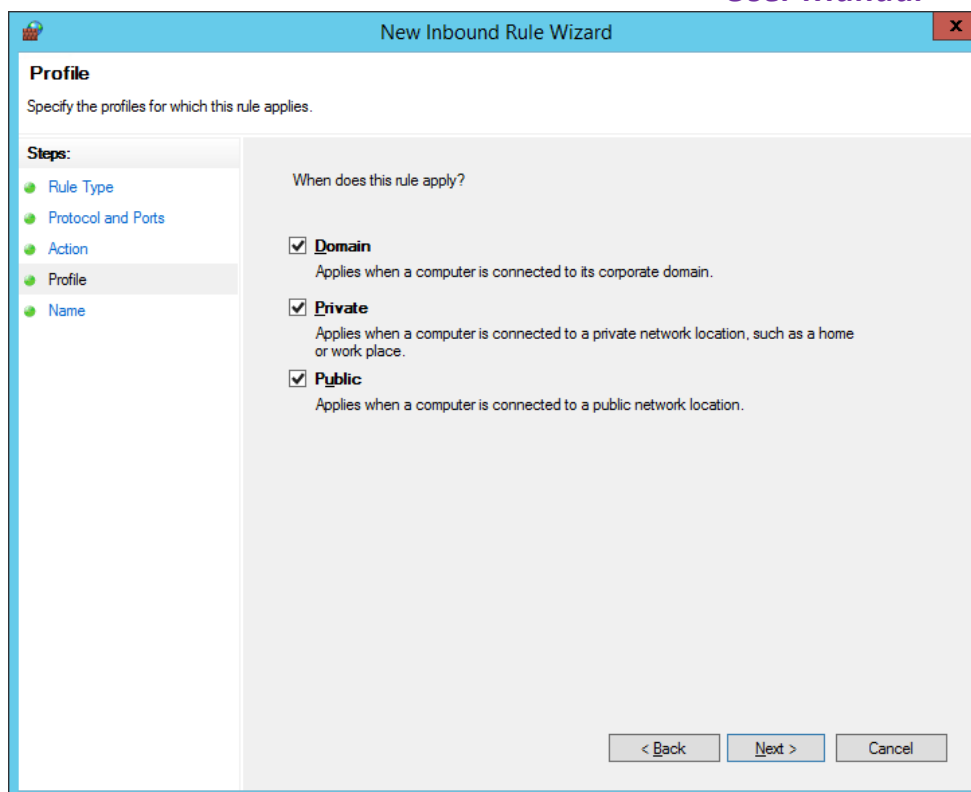 New Inbound Rule Wizard
x
Profile
Specify the profiles for which this rule applies.
Steps:
Rule Type
Protocol and Ports
Action
Profile
Name
When does this rule apply?
Domain
Applies when a computer is connected to its corporate domain.
Private
Applies when a computer is connected to a private network location, such as a home
or work place.
Public
Applies when a computer is connected to a public network location.
< Back
Next >
Cancel